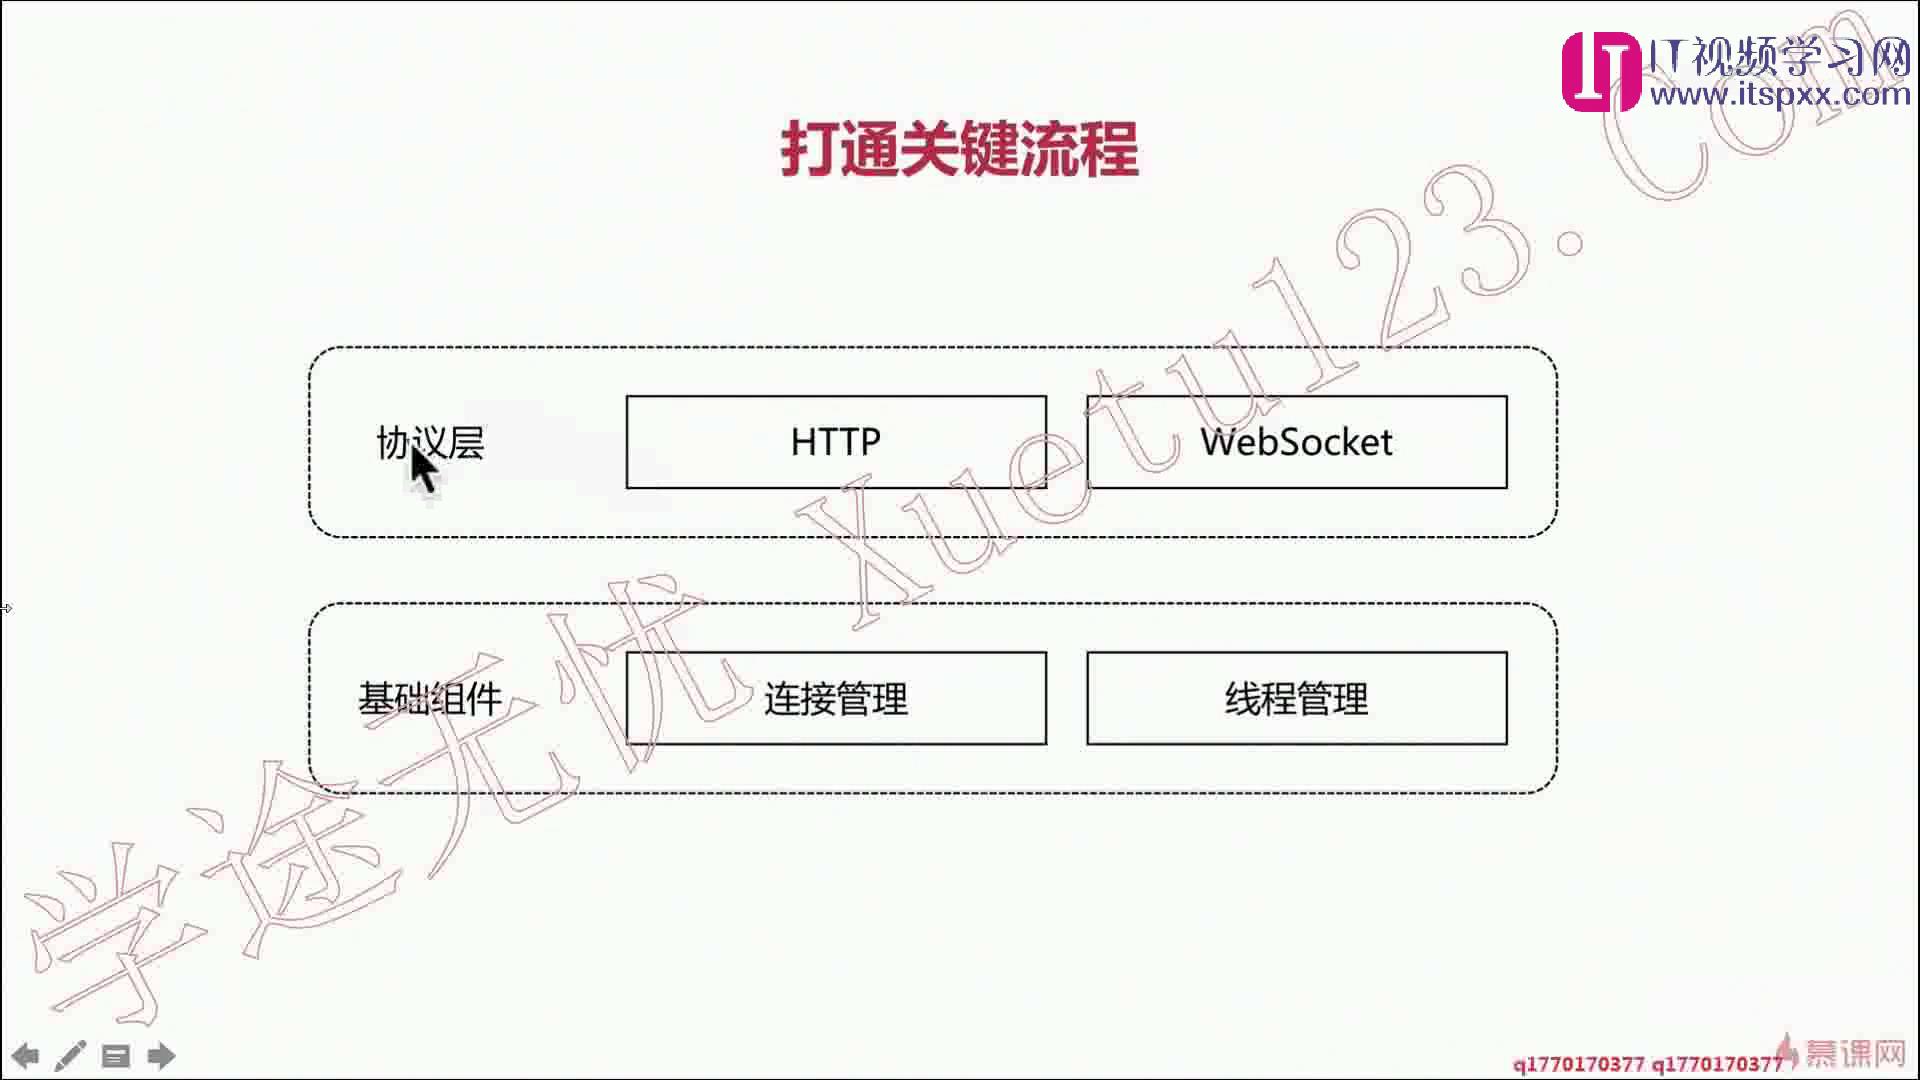 IT视频学习网
www.itspxx.com
打通关键流程
协议层
HTTP
WebSocket
基础组件
连接管理
线程管理
学途无忧 Xuetu123.Com
q1770170377 q1770170377
慕课网